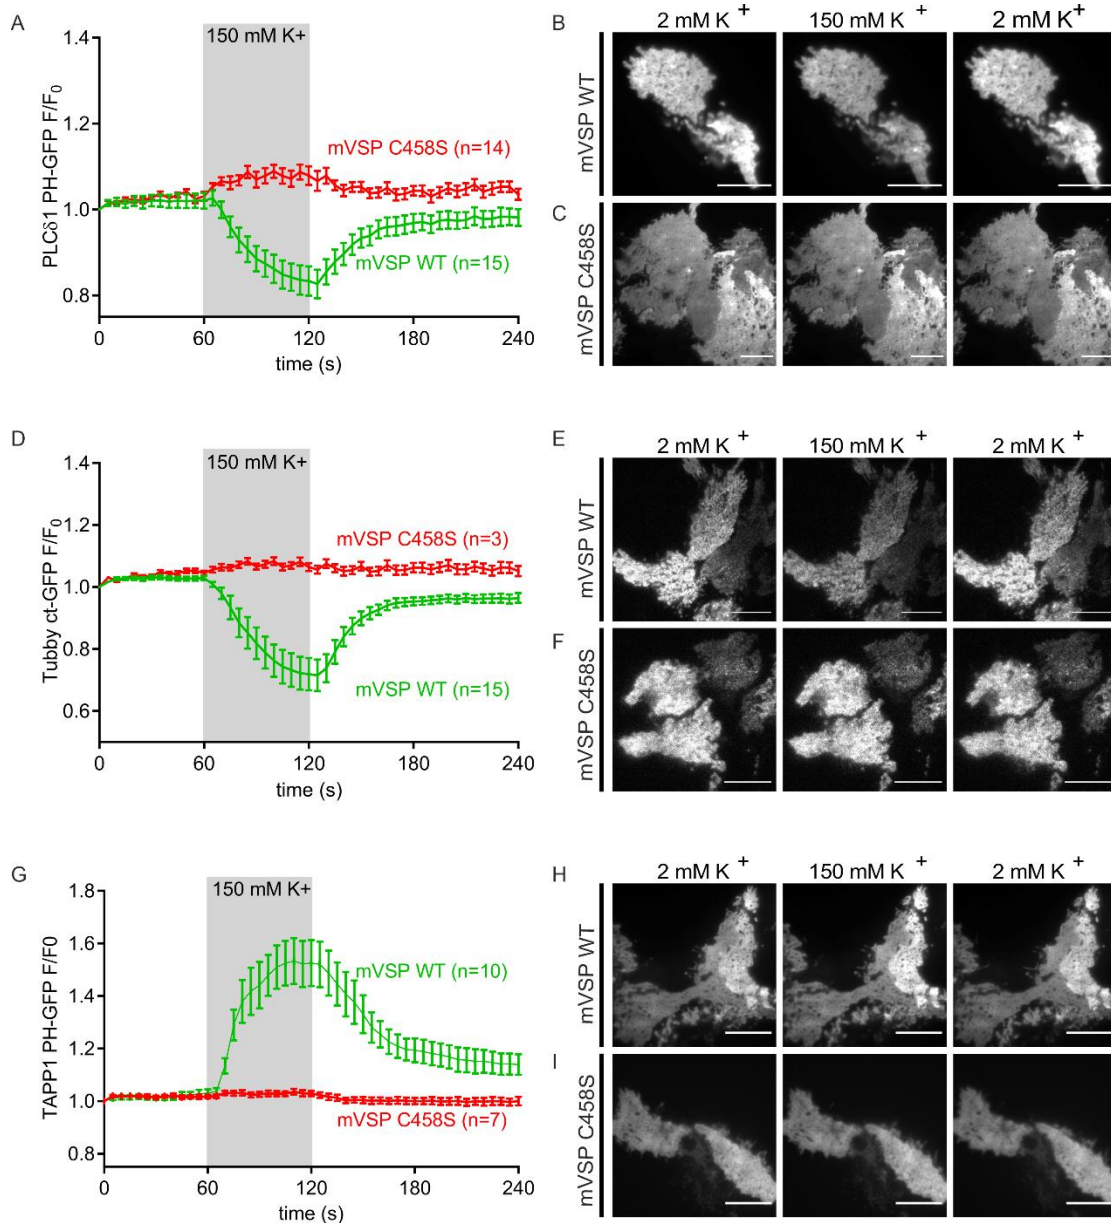 A
PLCδ1 PH-GFP F/F0
1.4
1.2
1.0
0.8
150 mM K+
mVSP C458S (n=14)
mVSP WT (n=15)
0
60
120
180
240
time (s)
B
2 mM K +
150 mM K +
2 mM K+
mVSP WT
C
mVSP C458S
D
Tubby ct-GFP F/F0
1.4
1.2
1.0
0.8
0.6
150 mM K+
mVSP C458S (n=3)
mVSP WT (n=15)
0
60
120
180
240
time (s)
E
2 mM K +
150 mM K +
2 mM K +
mVSP WT
F
mVSP C458S
G
TAPP1 PH-GFP F/F0
1.8
1.6
1.4
1.2
1.0
0.8
150 mM K+
mVSP WT (n=10)
mVSP C458S (n=7)
0
60
120
180
240
time (s)
H
2 mM K +
150 mM K +
2 mM K +
mVSP WT
I
mVSP C458S